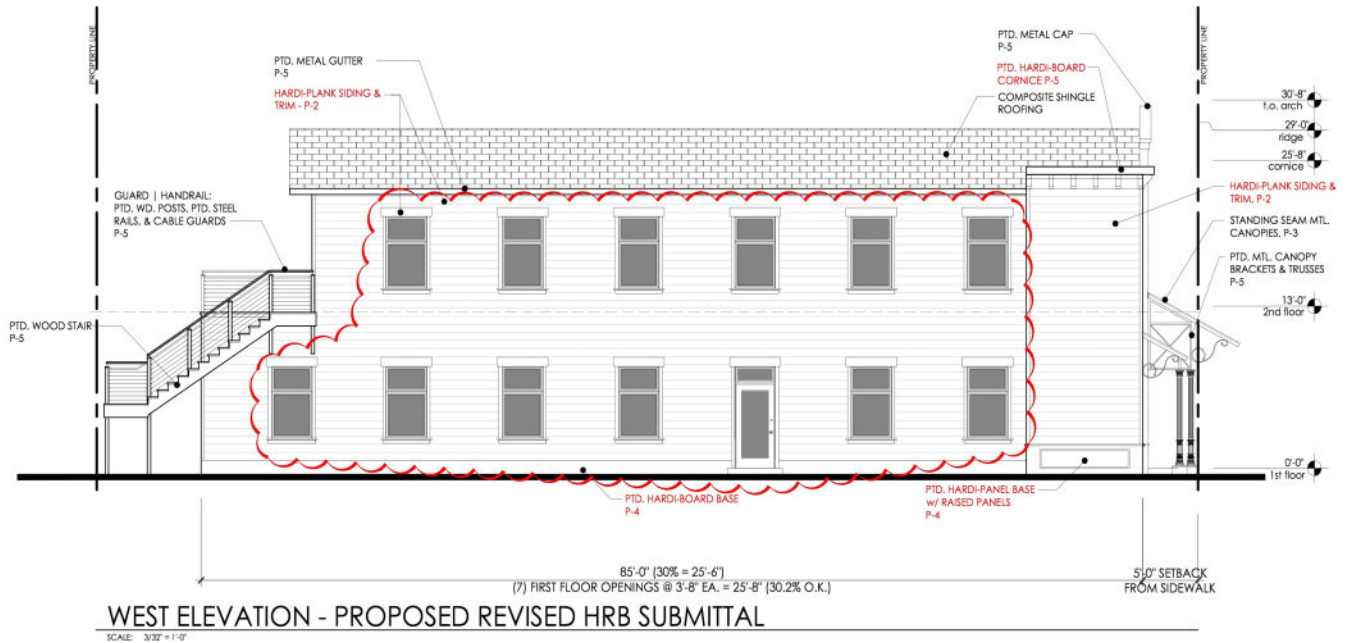 PROPERTY LINE
PTD. METAL GUTTER
P-5
HARDI-PLANK SIDING &
TRIM - P-2
GUARD | HANDRAIL:
PTD. WD. POSTS, PTD. STEEL
RAILS, & CABLE GUARDS
P-5
PTD. WOOD STAIR
P-5
PTD. METAL CAP
P-5
PTD. HARDI-BOARD
CORNICE P-5
COMPOSITE SHINGLE
ROOFING
PROPERTY LINE
30'-8"
t.o. arch
29'-0"
ridge
25'-8"
cornice
HARDI-PLANK SIDING &
TRIM, P-2
STANDING SEAM MTL.
CANOPIES, P-3
PTD. MTL. CANOPY
BRACKETS & TRUSSES
P-5
13'-0"
2nd floor
0'-0"
1st floor
PTD. HARDI-BOARD BASE
P-4
PTD. HARDI-PANEL BASE
w/ RAISED PANELS
P-4
85'-0" (30% = 25'-6")
(7) FIRST FLOOR OPENINGS @ 3'-8" EA. = 25'-8" (30.2% O.K.)
5'-0" SETBACK
FROM SIDEWALK
WEST ELEVATION - PROPOSED REVISED HRB SUBMITTAL
SCALE: 3/32" = 1'-0"